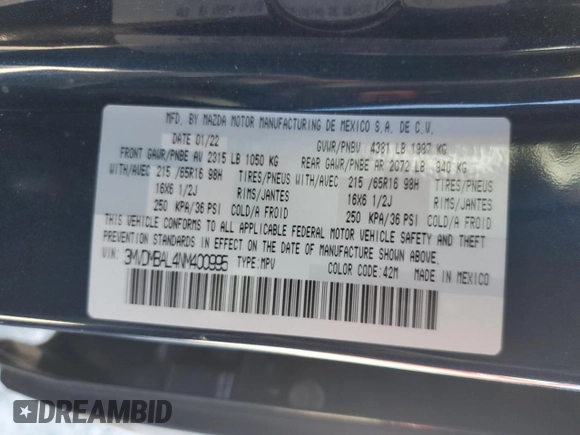 MFD. BY MAZDA MOTOR MANUFACTURING DE MEXICO S.A. DE C.V.
DATE 01/22 GVWR/PNBV 4381 LB 1987 KG
FRONT GAWR/PNBE AV 2315 LB 1050 KG REAR GAWR/PNBE AR 2072 LB 940 KG
WITH/AVEC 215 /65R16 98H TIRES/PNEUS WITH/AVEC 215 /65R16 98H TIRES/PNEUS
16X6 1/2J RIMS/JANTES 16X6 1/2J RIMS/JANTES
250 KPA/36 PSI COLD/A FROID 250 KPA/36 PSI COLD/A FROID
THIS VEHICLE CONFORMS TO ALL APPLICABLE FEDERAL MOTOR VEHICLE SAFETY AND THEFT
PREVENTION STANDARDS IN EFFECT ON THE DATE OF MANUFACTURE SHOWN ABOVE.
VIN: 3MVDMBAL4NM400995 TYPE:MPV COLOR CODE:42M MADE IN MEXICO
DREAMBID